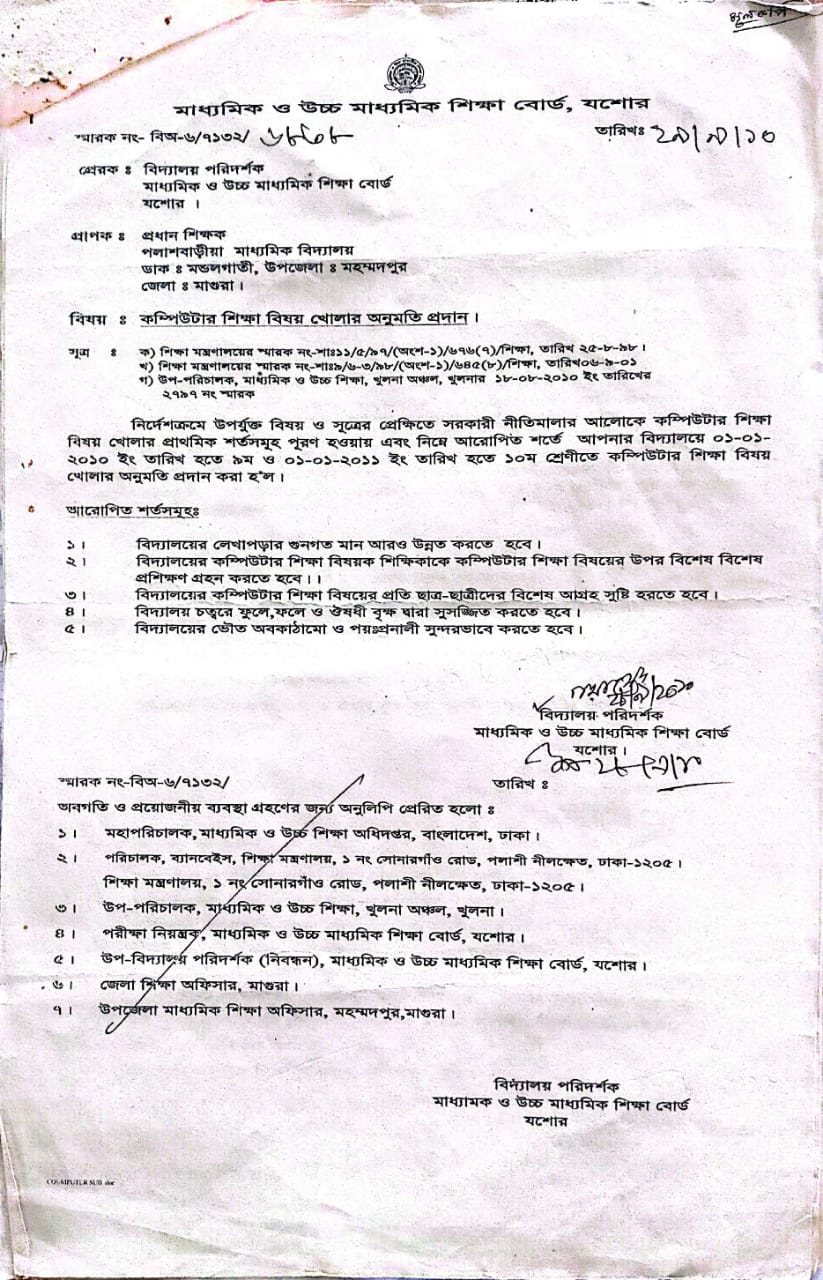 মাধ্যমিক ও উচ্চ মাধ্যমিক শিক্ষা বোর্ড, যশোর
স্মারক নং- বিঅ-৬/৭১৩২/
তারিখঃ ২৯/৯/১০
প্রেরক ঃ বিদ্যালয় পরিদর্শক
মাধ্যমিক ও উচ্চ মাধ্যমিক শিক্ষা বোর্ড
যশোর ।
প্রাপক ঃ প্রধান শিক্ষক
পলাশবাড়ীয়া মাধ্যমিক বিদ্যালয়
ডাক ঃ মন্ডলগাতী, উপজেলা ঃ মহম্মদপুর
জেলা ঃ মাগুরা ।
বিষয় ঃ কম্পিউটার শিক্ষা বিষয় খোলার অনুমতি প্রদান ।
সূত্র ঃ ক) শিক্ষা মন্ত্রণালয়ের স্মারক নং-শাঃ১১/৫/৯৭/(অংশ-১)/৬৭৬(৭)/শিক্ষা, তারিখ ২৫-৮-৯৮ ।
খ) শিক্ষা মন্ত্রণালয়ের স্মারক নং-শাঃ৯/৬-৩/৯৮/(অংশ-১)/৬৪৫(৮)/শিক্ষা, তারিখ০৬-৯-০১
গ) উপ-পরিচালক, মাধ্যমিক ও উচ্চ শিক্ষা, খুলনা অঞ্চল, খুলনার ১৮-০৮-২০১০ ইং তারিখের
২৭৯৭ নং স্মারক
নির্দেশক্রমে উপর্যুক্ত বিষয় ও সূত্রের প্রেক্ষিতে সরকারী নীতিমালার আলোকে কম্পিউটার শিক্ষা
বিষয় খোলার প্রাথমিক শর্তসমূহ পূরণ হওয়ায় এবং নিম্নে আরোপিত শর্তে আপনার বিদ্যালয়ে ০১-০১-
২০১০ ইং তারিখ হতে ৯ম ও ০১-০১-২০১১ ইং তারিখ হতে ১০ম শ্রেণীতে কম্পিউটার শিক্ষা বিষয়
খোলার অনুমতি প্রদান করা হ'ল ।
আরোপিত শর্তসমূহঃ
১ । বিদ্যালয়ের লেখাপড়ার গুনগত মান আরও উন্নত করতে হবে ।
২ । বিদ্যালয়ের কম্পিউটার শিক্ষা বিষয়ক শিক্ষিকাকে কম্পিউটার শিক্ষা বিষয়ের উপর বিশেষ বিশেষ
প্রশিক্ষণ গ্রহন করতে হবে । ।
৩ । বিদ্যালয়ের কম্পিউটার শিক্ষা বিষয়ের প্রতি ছাত্র-ছাত্রীদের বিশেষ আগ্রহ সৃষ্টি হরতে হবে ।
৪ । বিদ্যালয় চত্বরে ফুলে,ফলে ও ঔষধী বৃক্ষ দ্বারা সুসজ্জিত করতে হবে ।
৫ । বিদ্যালয়ের ভৌত অবকাঠামো ও পয়ঃপ্রনালী সুন্দরভাবে করতে হবে ।
বিদ্যালয় পরিদর্শক
মাধ্যমিক ও উচ্চ মাধ্যমিক শিক্ষা বোর্ড
যশোর ।
স্মারক নং-বিঅ-৬/৭১৩২/
তারিখ ঃ
অবগতি ও প্রয়োজনীয় ব্যবস্থা গ্রহণের জন্য অনুলিপি প্রেরিত হলো ঃ
১ । মহাপরিচালক, মাধ্যমিক ও উচ্চ শিক্ষা অধিদপ্তর, বাংলাদেশ, ঢাকা ।
২ । পরিচালক, ব্যানবেইস, শিক্ষা মন্ত্রণালয়, ১ নং সোনারগাঁও রোড, পলাশী নীলক্ষেত, ঢাকা-১২০৫ ।
শিক্ষা মন্ত্রণালয়, ১ নং সোনারগাঁও রোড, পলাশী নীলক্ষেত, ঢাকা-১২০৫ ।
৩ । উপ-পরিচালক, মাধ্যমিক ও উচ্চ শিক্ষা, খুলনা অঞ্চল, খুলনা ।
৪ । পরীক্ষা নিয়ন্ত্রক, মাধ্যমিক ও উচ্চ মাধ্যমিক শিক্ষা বোর্ড, যশোর ।
৫ । উপ-বিদ্যালয় পরিদর্শক (নিবন্ধন), মাধ্যমিক ও উচ্চ মাধ্যমিক শিক্ষা বোর্ড, যশোর ।
৬ । জেলা শিক্ষা অফিসার, মাগুরা ।
৭ । উপজেলা মাধ্যমিক শিক্ষা অফিসার, মহম্মদপুর,মাগুরা ।
বিদ্যালয় পরিদর্শক
মাধ্যামক ও উচ্চ মাধ্যমিক শিক্ষা বোর্ড
যশোর